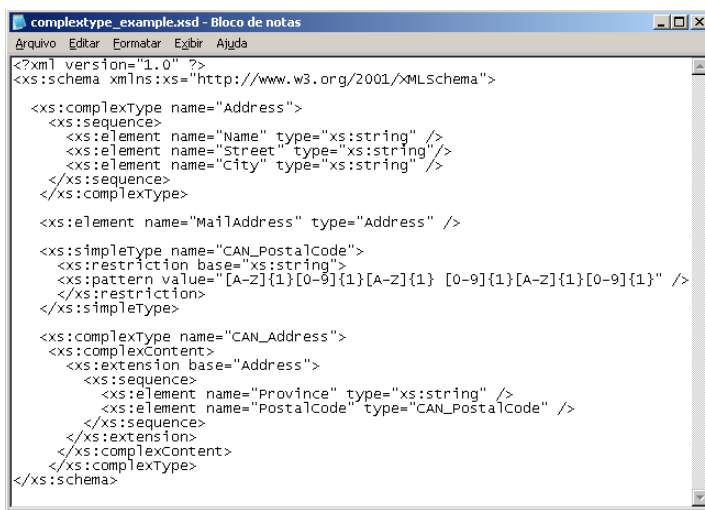 complextype_example.xsd - Bloco de notas
Arquivo Editar Formatar Exibir Ajuda
<?xml version="1.0" ?>
<xs:schema xmlns:xs="http://www.w3.org/2001/XMLSchema">
<xs:complexType name="Address">
<xs:sequence>
<xs:element name="Name" type="xs:string" />
<xs:element name="Street" type="xs:string"/>
<xs:element name="City" type="xs:string" />
</xs:sequence>
</xs:complexType>
<xs:element name="MailAddress" type="Address" />
<xs:simpleType name="CAN_PostalCode">
<xs:restriction base="xs:string">
<xs:pattern value="[A-Z]{1}[0-9]{1}[A-Z]{1} [0-9]{1}[A-Z]{1}[0-9]{1}" />
</xs:restriction>
</xs:simpleType>
<xs:complexType name="CAN_Address">
<xs:complexContent>
<xs:extension base="Address">
<xs:sequence>
<xs:element name="Province" type="xs:string" />
<xs:element name="PostalCode" type="CAN_PostalCode" />
</xs:sequence>
</xs:extension>
</xs:complexContent>
</xs:complexType>
</xs:schema>